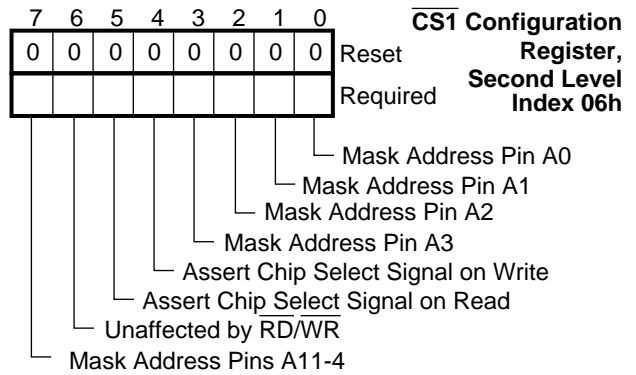 7 6 5 4 3 2 1 0
0 0 0 0 0 0 0 0 Reset
Required
CS1 Configuration
Register,
Second Level
Index 06h
Mask Address Pin A0
Mask Address Pin A1
Mask Address Pin A2
Mask Address Pin A3
Assert Chip Select Signal on Write
Assert Chip Select Signal on Read
Unaffected by RD/WR
Mask Address Pins A11-4